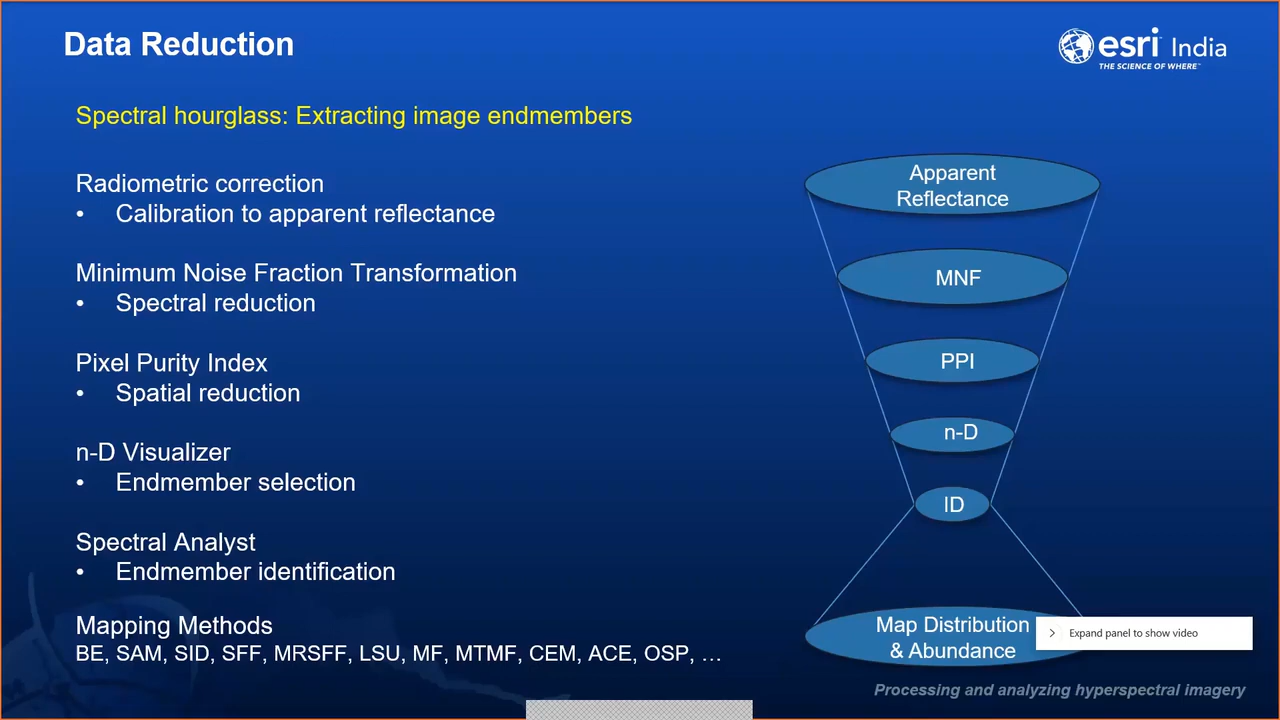 Data Reduction
esri India
THE SCIENCE OF WHERE™
Spectral hourglass: Extracting image endmembers
Radiometric correction
• Calibration to apparent reflectance
Minimum Noise Fraction Transformation
• Spectral reduction
Pixel Purity Index
• Spatial reduction
n-D Visualizer
• Endmember selection
Spectral Analyst
• Endmember identification
Mapping Methods
BE, SAM, SID, SFF, MRSFF, LSU, MF, MTMF, CEM, ACE, OSP, …
Apparent
Reflectance
MNF
PPI
n-D
ID
Map Distribution
& Abundance
Expand panel to show video
Processing and analyzing hyperspectral imagery